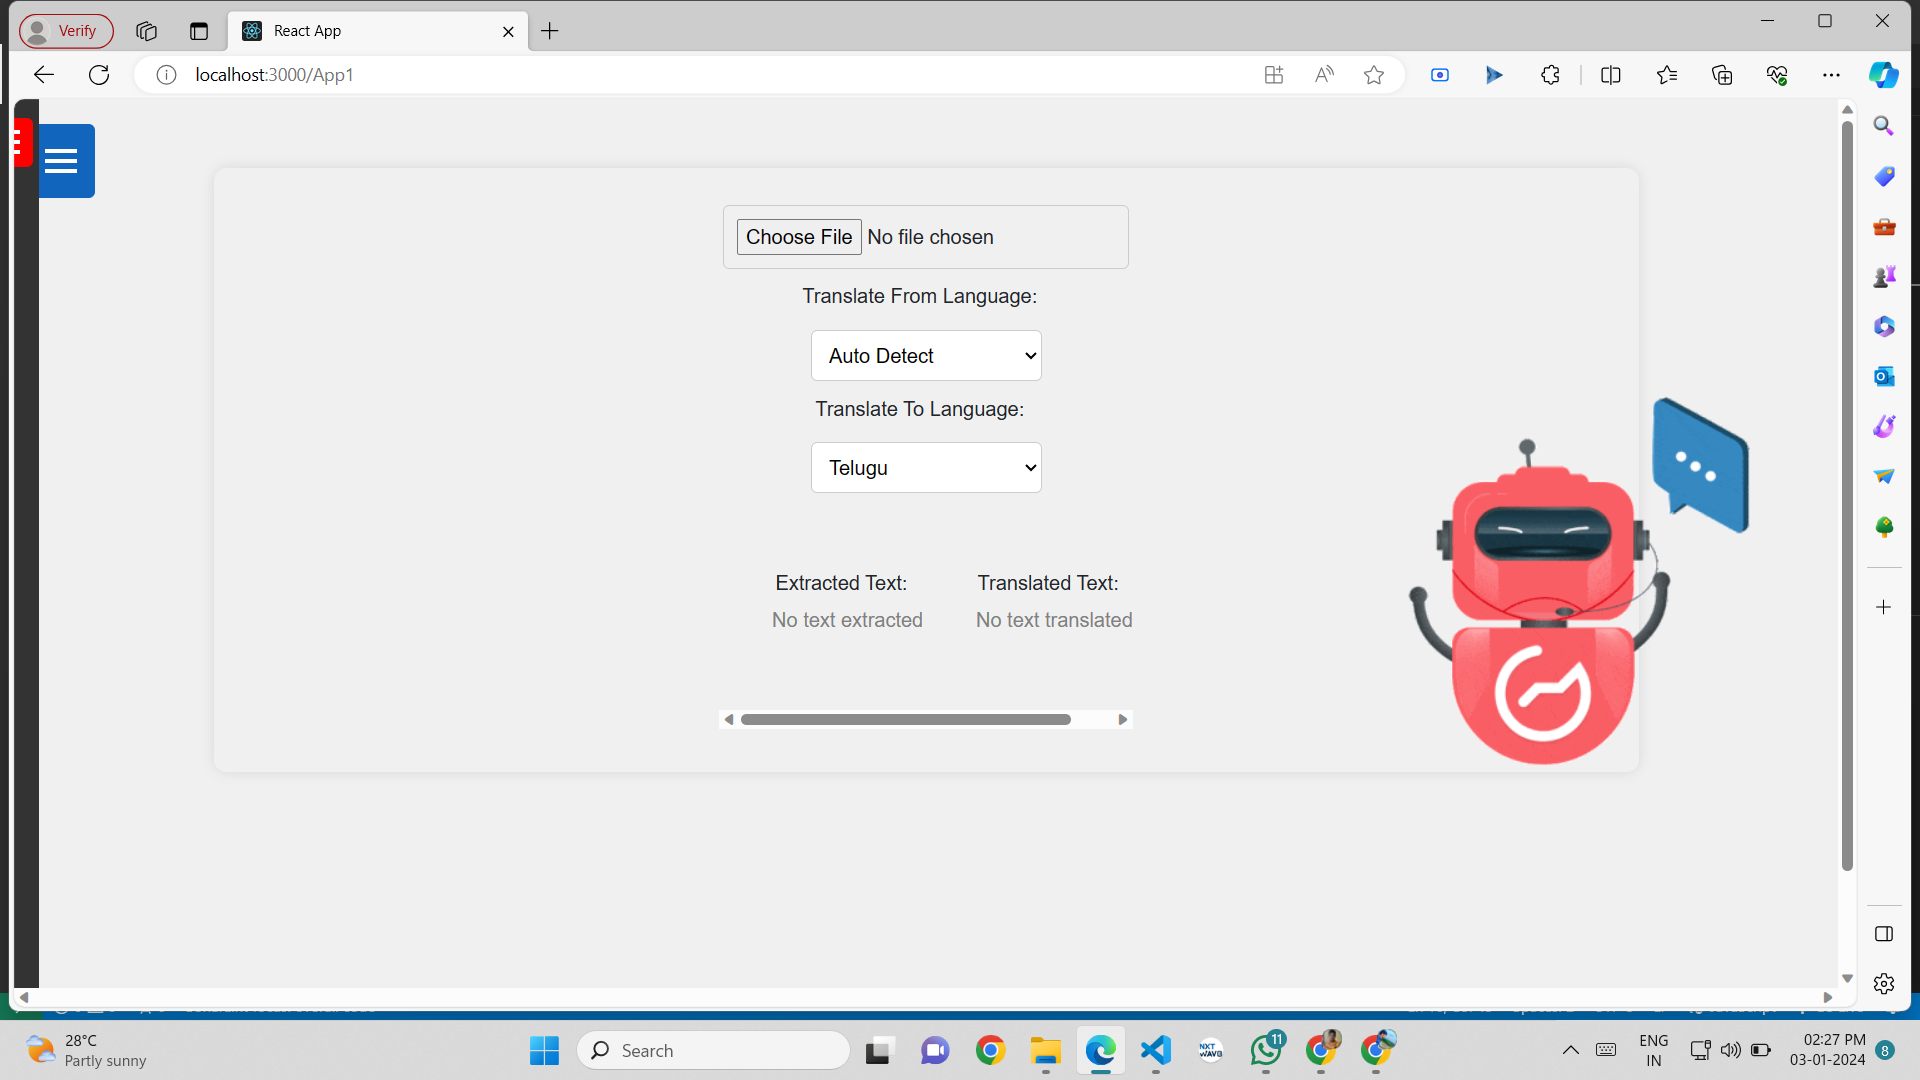 Verify
React App
localhost:3000/App1
Choose File No file chosen
Translate From Language:
Auto Detect
Translate To Language:
Telugu
Extracted Text:
Translated Text:
No text extracted
No text translated
28°C
Partly sunny
Search
NXT
WAVE
11
ENG
IN
02:27 PM
03-01-2024
8